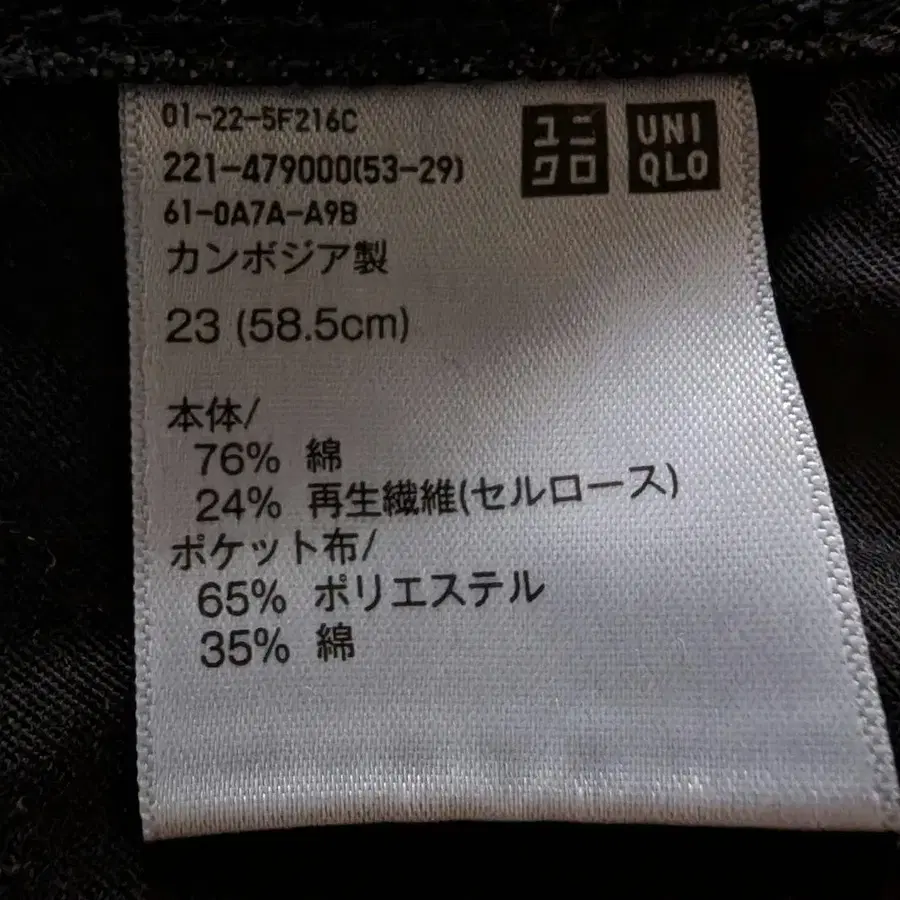 01-22-5F216C
221-479000(53-29)
61-0A7A-A9B
カンボジア製
ユニ
クロ
UNI
QLO
23 (58.5cm)
本体/
76% 綿
24% 再生繊維(セルロース)
ポケット布/
65% ポリエステル
35% 綿